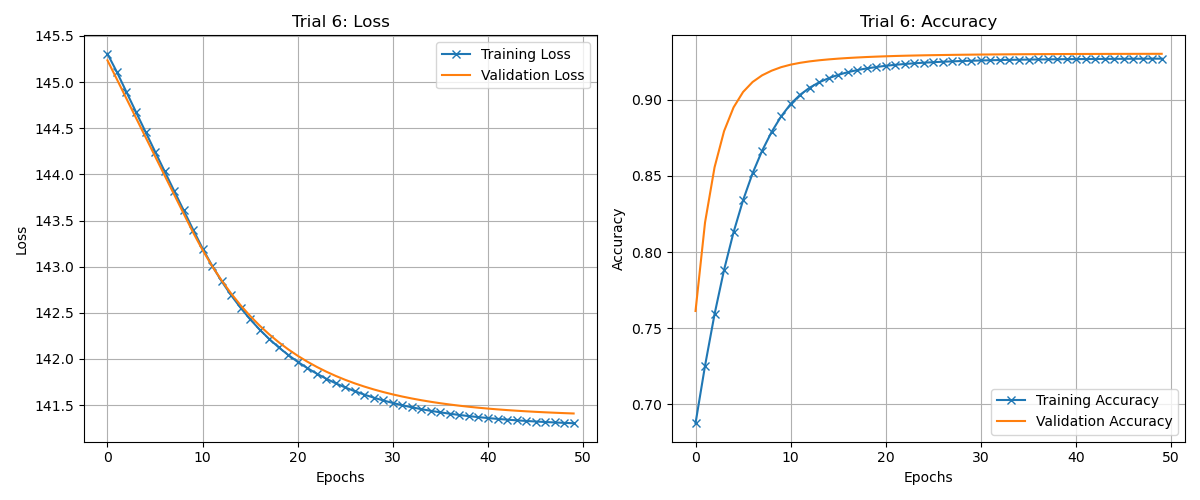 Trial 6: Loss
145.5
145.0
144.5
144.0
143.5
143.0
142.5
142.0
141.5
Loss
0 10 20 30 40 50
Epochs
Training Loss
Validation Loss
Trial 6: Accuracy
0.90
0.85
0.80
0.75
0.70
Accuracy
0 10 20 30 40 50
Epochs
Training Accuracy
Validation Accuracy